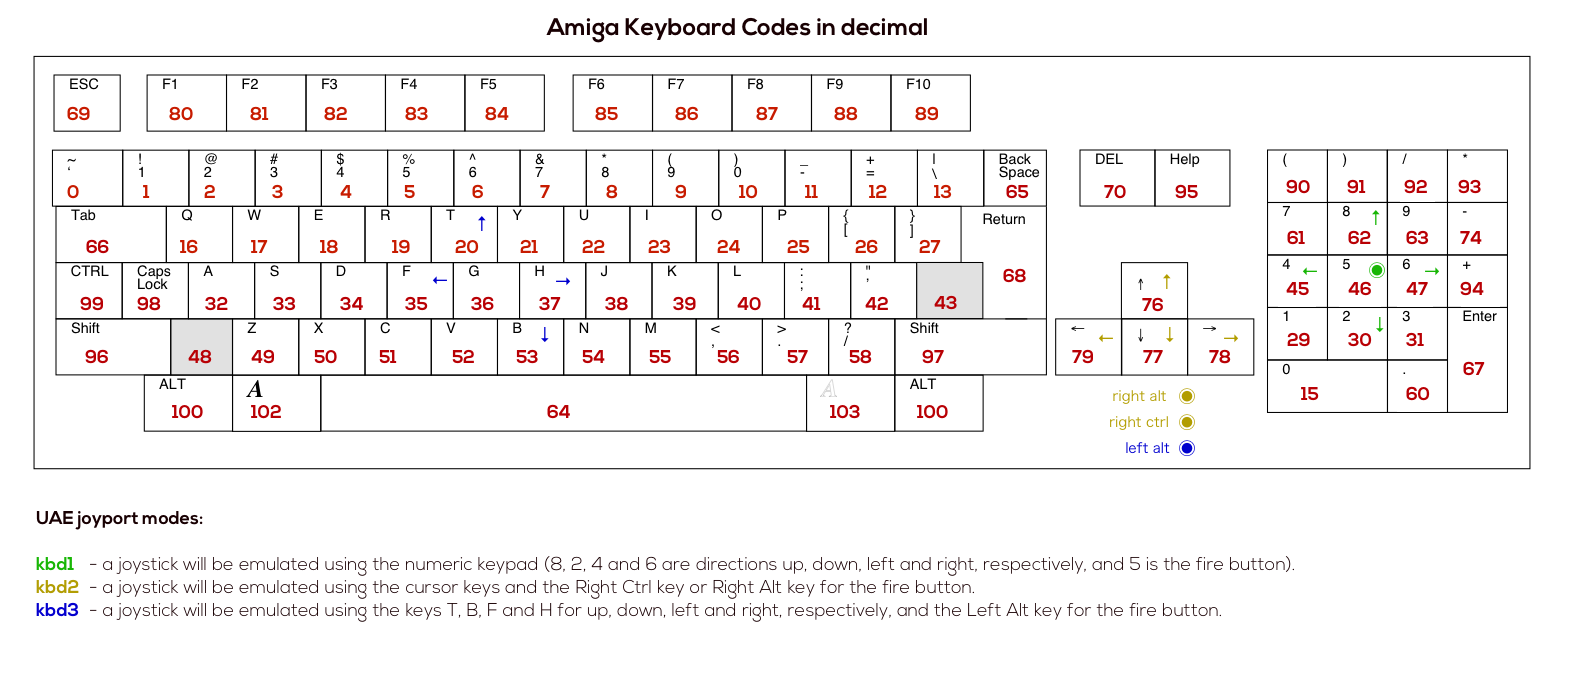 Amiga Keyboard Codes in decimal
ESC F1 F2 F3 F4 F5 F6 F7 F8 F9 F10
69 80 81 82 83 84 85 86 87 88 89
~ ! @ # $ % ^ & * ( ) _ + | Back DEL Help ( ) / *
‘ 1 2 3 4 5 6 7 8 9 0 - = \ Space
0 1 2 3 4 5 6 7 8 9 10 11 12 13 65 70 95 90 91 92 93
Tab Q W E R T ↑ Y U I O P { } Return 7 8 ↑ 9 -
[ ]
66 16 17 18 19 20 21 22 23 24 25 26 27 61 62 63 74
CTRL Caps A S D F ← G H → J K L : " 68 4 ← 5 6 → +
Lock ; '
99 98 32 33 34 35 36 37 38 39 40 41 42 43 ↑ ↑ 76 45 46 47 94
Shift Z X C V B ↓ N M < > ? Shift ← ← ↓ ↓ → → 1 2 ↓ 3 Enter
, . /
96 48 49 50 51 52 53 54 55 56 57 58 97 79 77 78 29 30 31 67
ALT A A ALT 0 .
100 102 64 103 100 15 60
right alt
right ctrl
left alt
UAE joyport modes:
kbd1 - a joystick will be emulated using the numeric keypad (8, 2, 4 and 6 are directions up, down, left and right, respectively, and 5 is the fire button).
kbd2 - a joystick will be emulated using the cursor keys and the Right Ctrl key or Right Alt key for the fire button.
kbd3 - a joystick will be emulated using the keys T, B, F and H for up, down, left and right, respectively, and the Left Alt key for the fire button.